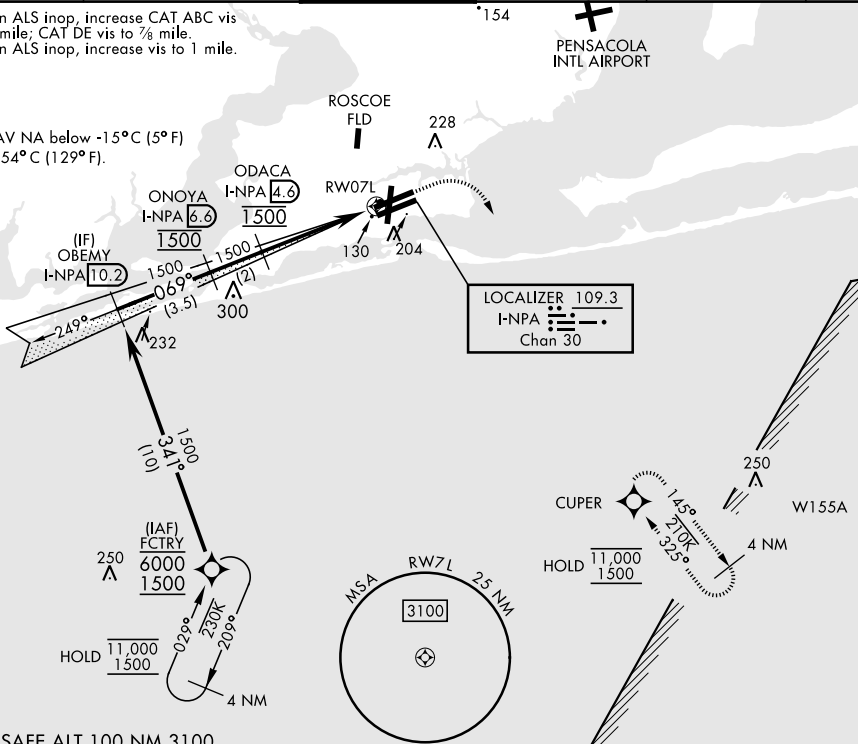 n ALS inop, increase CAT ABC vis
mile; CAT DE vis to ⅞ mile.
n ALS inop, increase vis to 1 mile.
154
PENSACOLA
INTL AIRPORT
AV NA below -15°C (5°F)
54°C (129°F).
ROSCOE
FLD
228
ODACA
I-NPA 4.6
1500
RW07L
ONOYA
I-NPA 6.6
1500
(IF)
OBEMY
I-NPA 10.2
1500
1500
069°
(2)
(3.5)
130
204
300
249°
232
LOCALIZER 109.3
I-NPA
Chan 30
1500
341°
(10)
250
W155A
CUPER
145°
210K
325°
4 NM
HOLD 11,000
1500
(IAF)
FCTRY
6000
1500
250
029°
230K
209°
HOLD 11,000
1500
4 NM
MSA RW7L 25 NM
3100
SAFE ALT 100 NM 3100